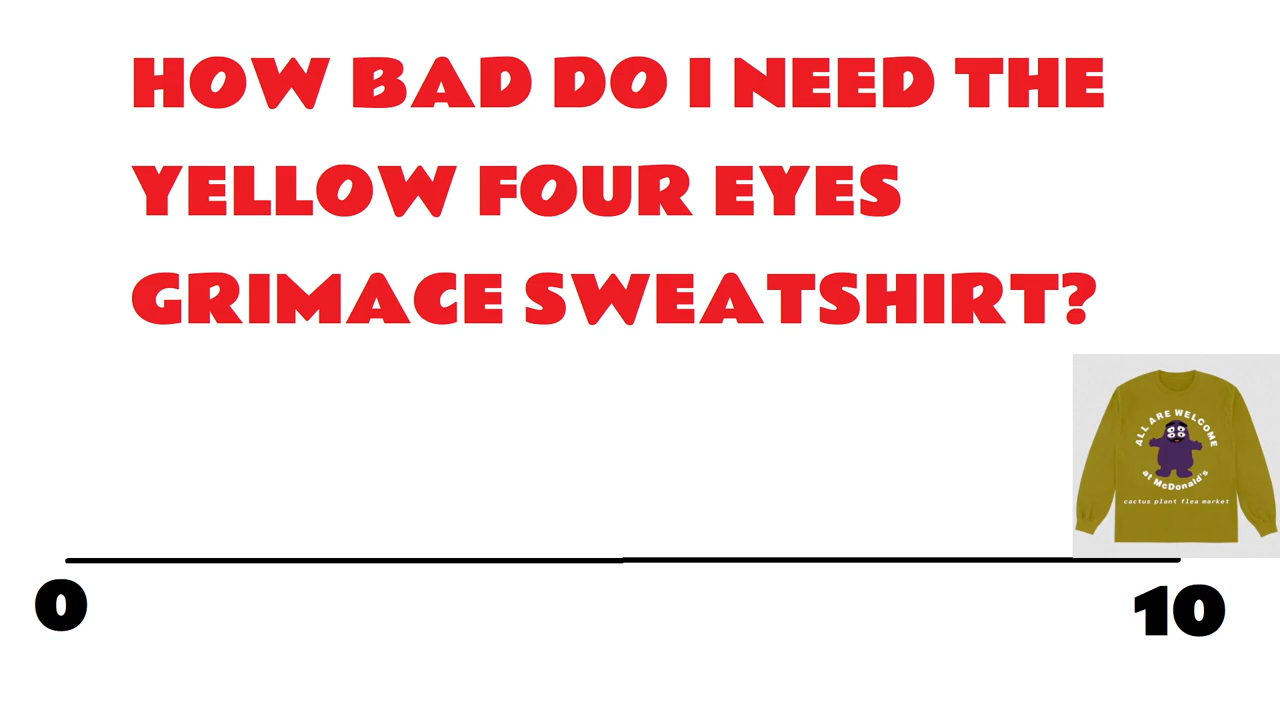 HOW BAD DO I NEED THE
YELLOW FOUR EYES
GRIMACE SWEATSHIRT?
ALL ARE WELCOME
at McDonald's
cactus plant flea market
0
10